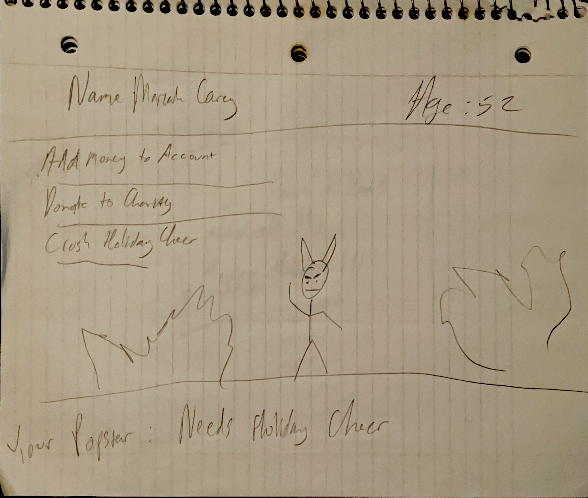 Name Mariah Carey
Age : 52
Add money to Account
Donate to Charity
Crush Holiday Cheer
Your Popstar : Needs Holiday Cheer